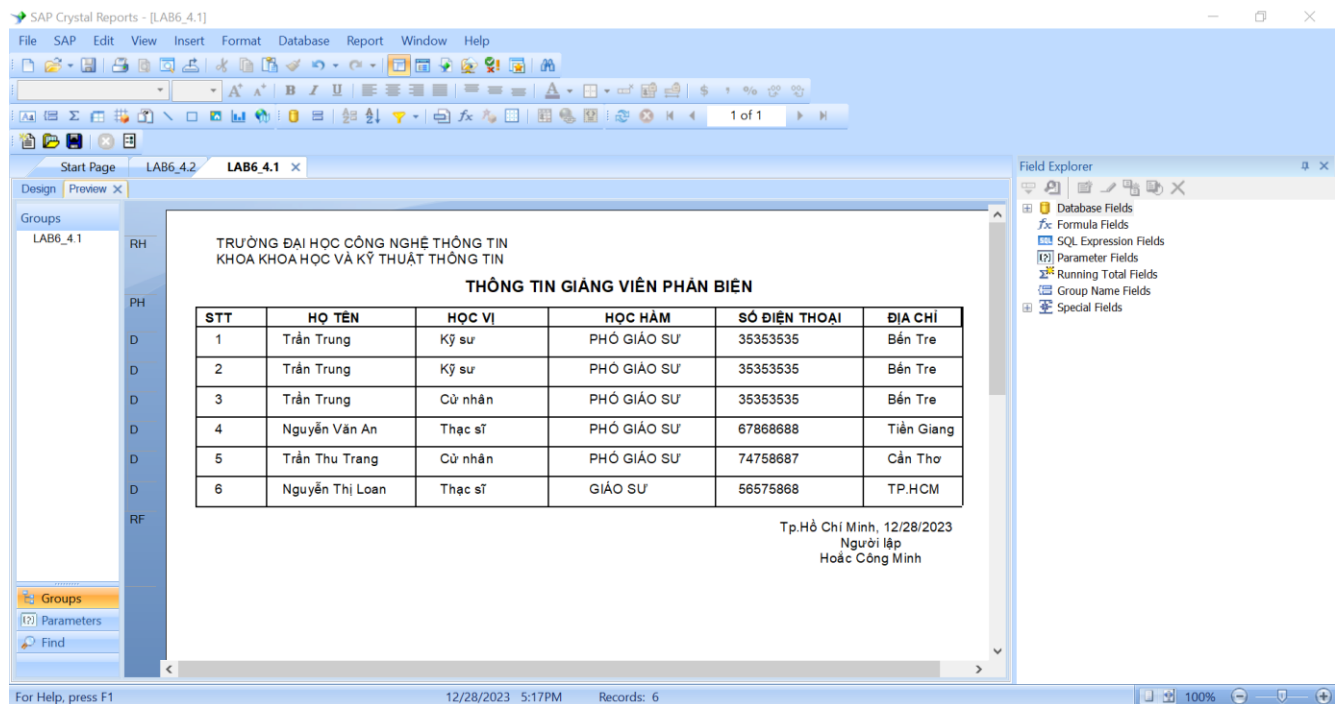 SAP Crystal Reports - [LAB6_4.1]
File SAP Edit View Insert Format Database Report Window Help
1 of 1
Start Page LAB6_4.2 LAB6_4.1
Design Preview
Groups
LAB6_4.1
RH
TRƯỜNG ĐẠI HỌC CÔNG NGHỆ THÔNG TIN
KHOA KHOA HỌC VÀ KỸ THUẬT THÔNG TIN
THÔNG TIN GIẢNG VIÊN PHẢN BIỆN
PH
STT HỌ TÊN HỌC VỊ HỌC HÀM SỐ ĐIỆN THOẠI ĐỊA CHỈ
D 1 Trần Trung Kỹ sư PHÓ GIÁO SƯ 35353535 Bến Tre
D 2 Trần Trung Kỹ sư PHÓ GIÁO SƯ 35353535 Bến Tre
D 3 Trần Trung Cử nhân PHÓ GIÁO SƯ 35353535 Bến Tre
D 4 Nguyễn Văn An Thạc sĩ PHÓ GIÁO SƯ 67868688 Tiền Giang
D 5 Trần Thu Trang Cử nhân PHÓ GIÁO SƯ 74758687 Cần Thơ
D 6 Nguyễn Thị Loan Thạc sĩ GIÁO SƯ 56575868 TP.HCM
RF
Tp.Hồ Chí Minh, 12/28/2023
Người lập
Hoắc Công Minh
Groups
Parameters
Find
Field Explorer
Database Fields
Formula Fields
SQL Expression Fields
Parameter Fields
Running Total Fields
Group Name Fields
Special Fields
For Help, press F1 12/28/2023 5:17PM Records: 6 100%